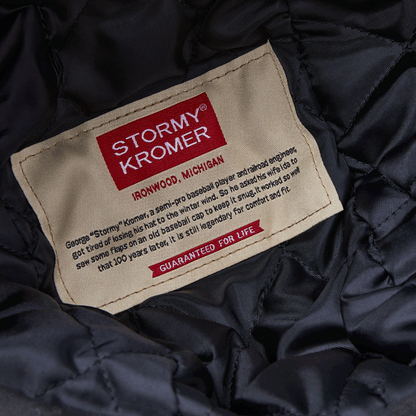 STORMY®
KROMER
IRONWOOD, MICHIGAN
George "Stormy" Kromer, a semi-pro baseball player and railroad engineer,
got tired of losing his hat to the winter wind. So he asked his wife Ida to
sew some flaps on an old baseball cap to keep it snug. It worked so well
that 100 years later, it is still legendary for comfort and fit.
GUARANTEED FOR LIFE